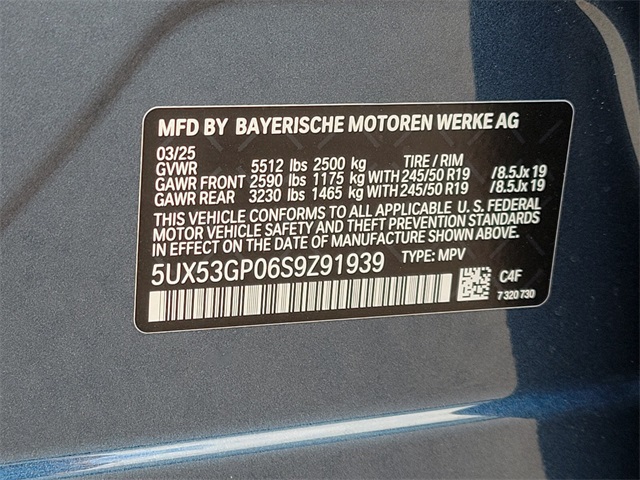 MFD BY BAYERISCHE MOTOREN WERKE AG
03/25
GVWR 5512 lbs 2500 kg TIRE / RIM
GAWR FRONT 2590 lbs 1175 kg WITH 245/50 R19 /8.5Jx19
GAWR REAR 3230 lbs 1465 kg WITH 245/50 R19 /8.5Jx19
THIS VEHICLE CONFORMS TO ALL APPLICABLE U. S. FEDERAL
MOTOR VEHICLE SAFETY AND THEFT PREVENTION STANDARDS
IN EFFECT ON THE DATE OF MANUFACTURE SHOWN ABOVE.
5UX53GP06S9Z91939 TYPE: MPV
C4F
7 320 730